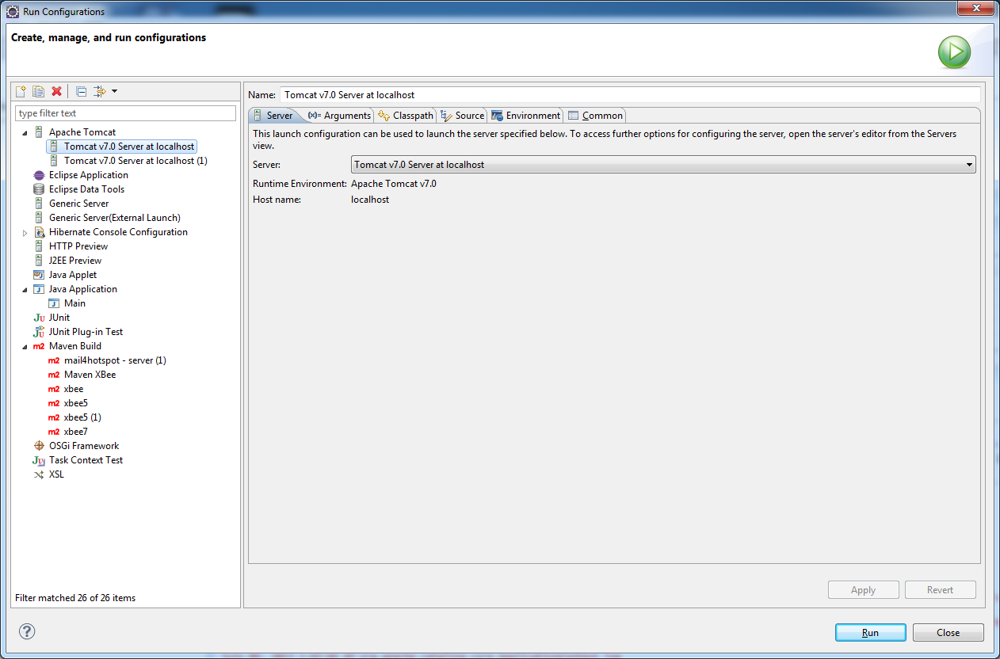 Run Configurations
Create, manage, and run configurations
type filter text
Apache Tomcat
Tomcat v7.0 Server at localhost
Tomcat v7.0 Server at localhost (1)
Eclipse Application
Eclipse Data Tools
Generic Server
Generic Server(External Launch)
Hibernate Console Configuration
HTTP Preview
J2EE Preview
Java Applet
Java Application
Main
JUnit
JUnit Plug-in Test
Maven Build
m2 mail4hotspot - server (1)
m2 Maven XBee
m2 xbee
m2 xbee5
m2 xbee5 (1)
m2 xbee7
OSGi Framework
Task Context Test
XSL
Filter matched 26 of 26 items
Name: Tomcat v7.0 Server at localhost
Server (x)= Arguments Classpath Source Environment Common
This launch configuration can be used to launch the server specified below. To access further options for configuring the server, open the server's editor from the Servers
view.
Server: Tomcat v7.0 Server at localhost
Runtime Environment: Apache Tomcat v7.0
Host name: localhost
Apply Revert
Run Close